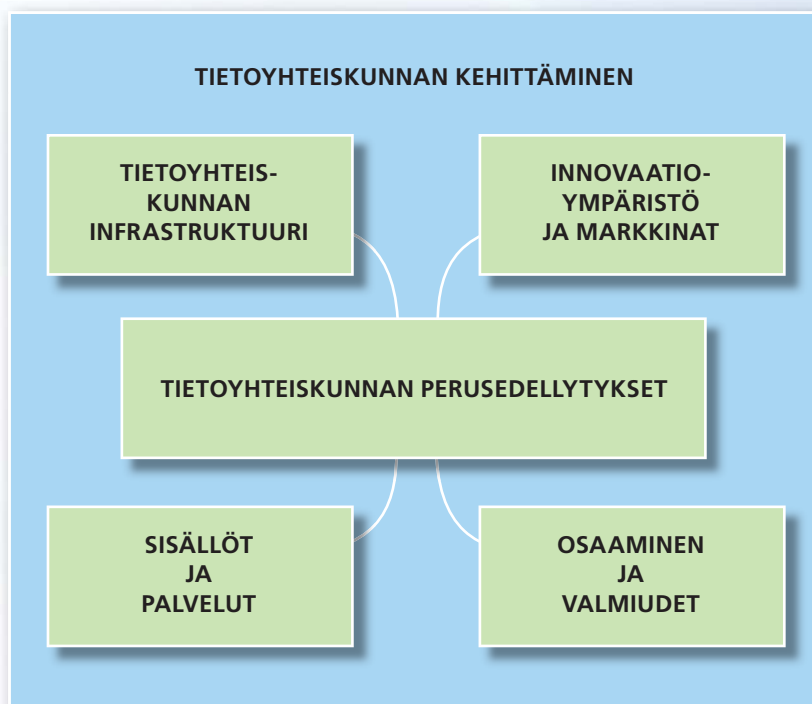 TIETOYHTEISKUNNAN KEHITTÄMINEN
TIETOYHTEIS-
KUNNAN
INFRASTRUKTUURI
INNOVAATIO-
YMPÄRISTÖ
JA MARKKINAT
TIETOYHTEISKUNNAN PERUSEDELLYTYKSET
SISÄLLÖT
JA
PALVELUT
OSAAMINEN
JA
VALMIUDET